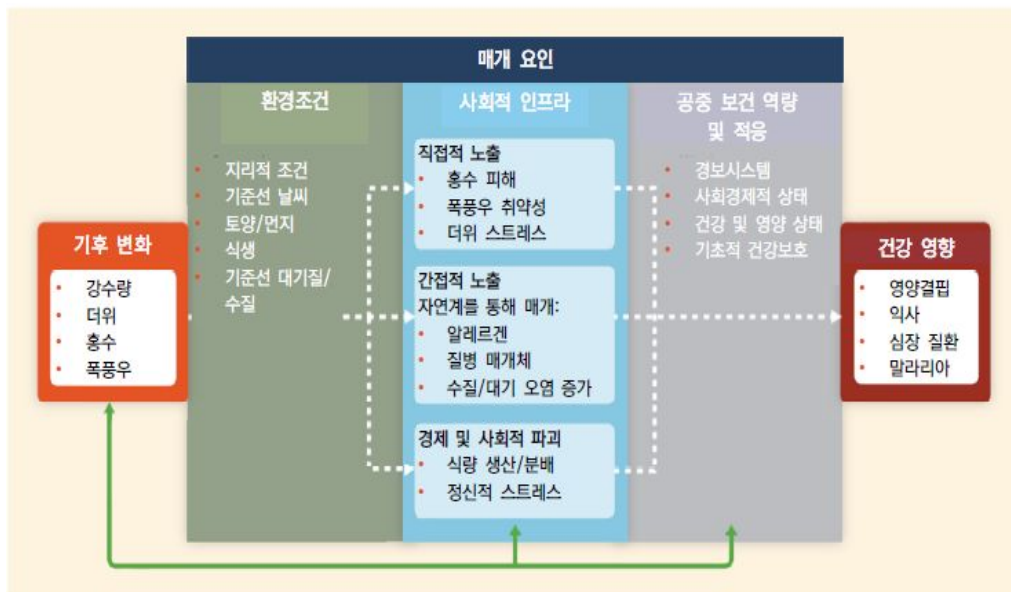 매개 요인
환경조건
지리적 조건
기준선 날씨
토양/먼지
식생
기준선 대기질/
수질
사회적 인프라
직접적 노출
홍수 피해
폭풍우 취약성
더위 스트레스
간접적 노출
자연계를 통해 매개:
알레르겐
질병 매개체
수질/대기 오염 증가
경제 및 사회적 파괴
식량 생산/분배
정신적 스트레스
공중 보건 역량
및 적응
경보시스템
사회경제적 상태
건강 및 영양 상태
기초적 건강보호
기후 변화
강수량
더위
홍수
폭풍우
건강 영향
영양결핍
익사
심장 질환
말라리아